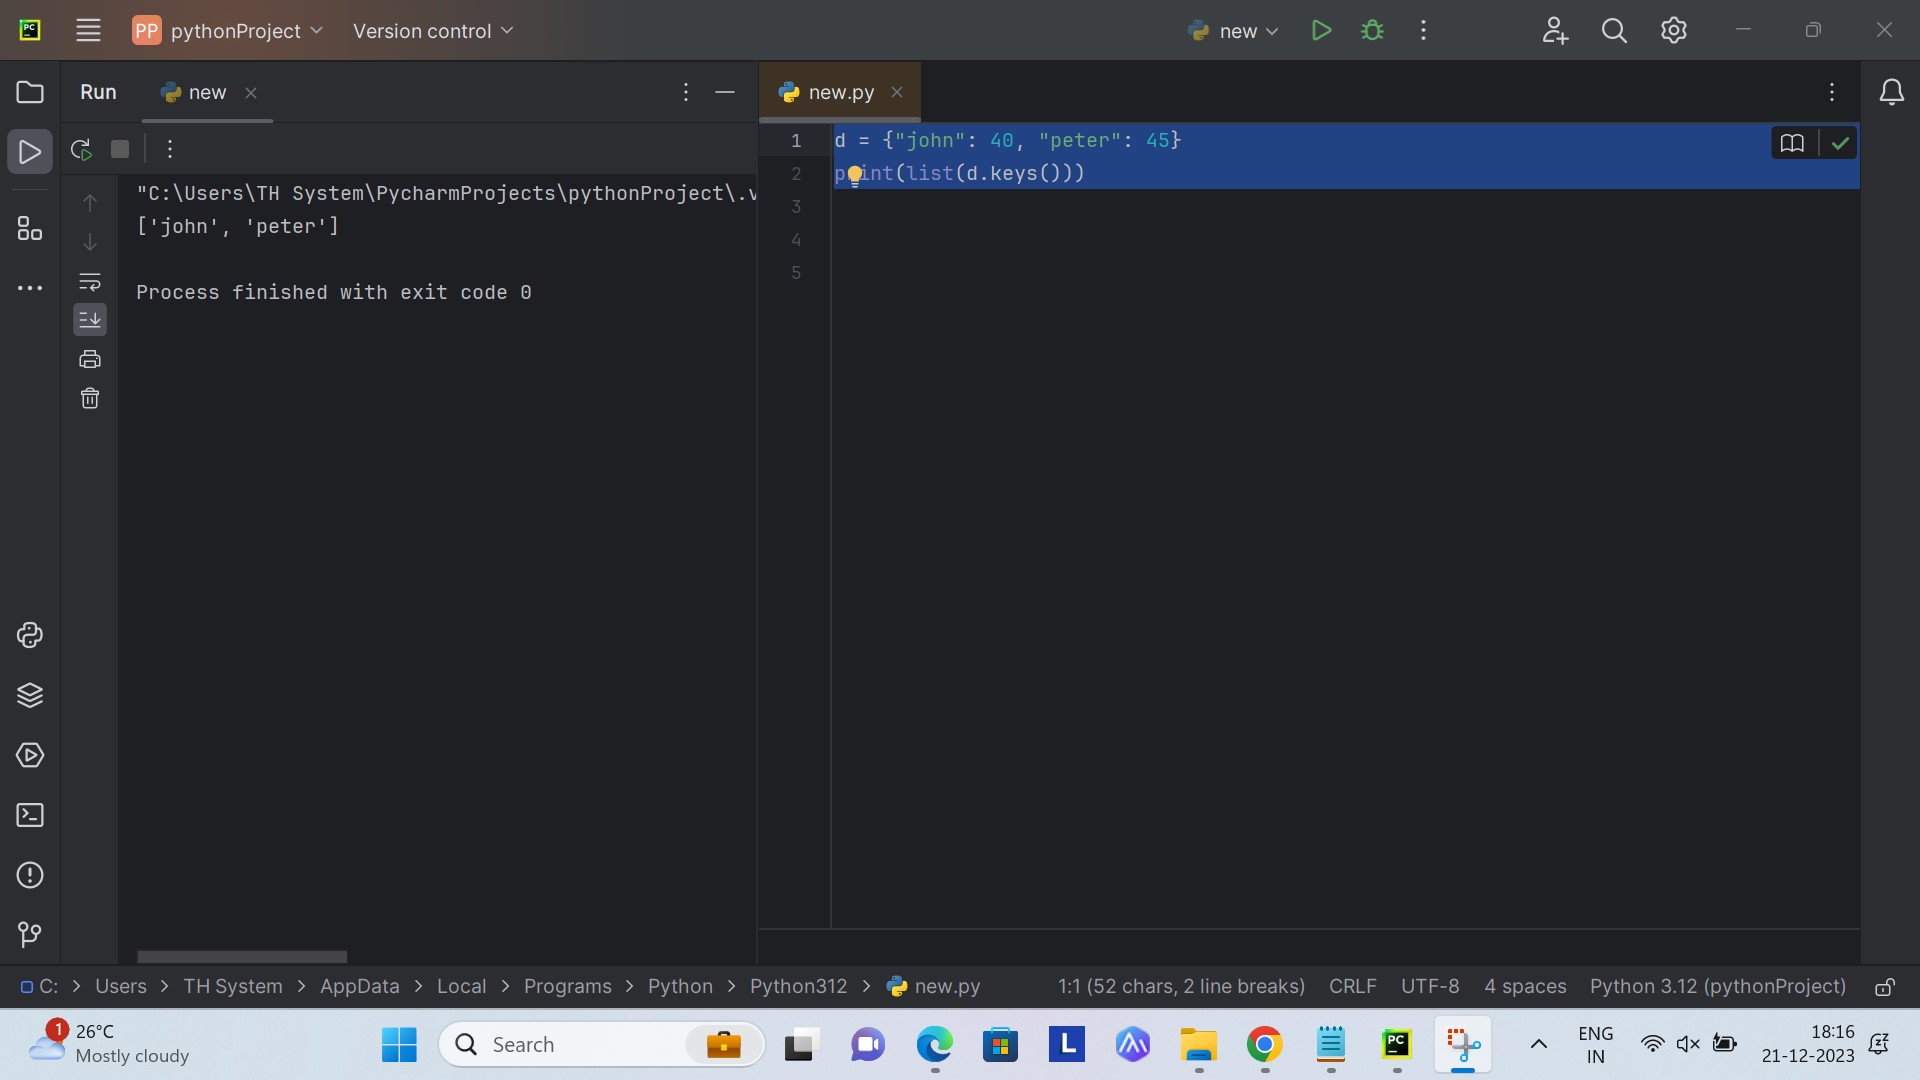 PC PP pythonProject Version control new
Run new
new.py
1 d = {"john": 40, "peter": 45}
2 print(list(d.keys()))
3
4
5
"C:\Users\TH System\PycharmProjects\pythonProject\.v
['john', 'peter']
Process finished with exit code 0
C: > Users > TH System > AppData > Local > Programs > Python > Python312 > new.py 1:1 (52 chars, 2 line breaks) CRLF UTF-8 4 spaces Python 3.12 (pythonProject)
1 26°C
Mostly cloudy
Search
L
PC
ENG
IN
18:16
21-12-2023